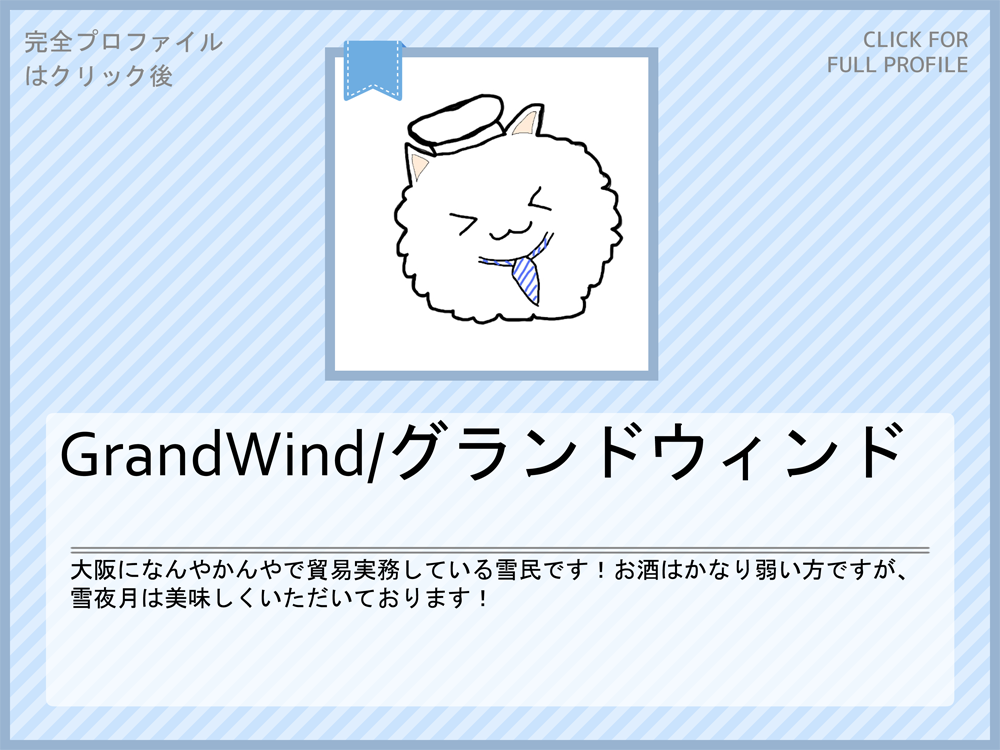 完全プロファイル
はクリック後
CLICK FOR
FULL PROFILE
GrandWind/グランドウィンド
大阪になんやかんやで貿易実務している雪民です！お酒はかなり弱い方ですが、
雪夜月は美味しくいただいております！